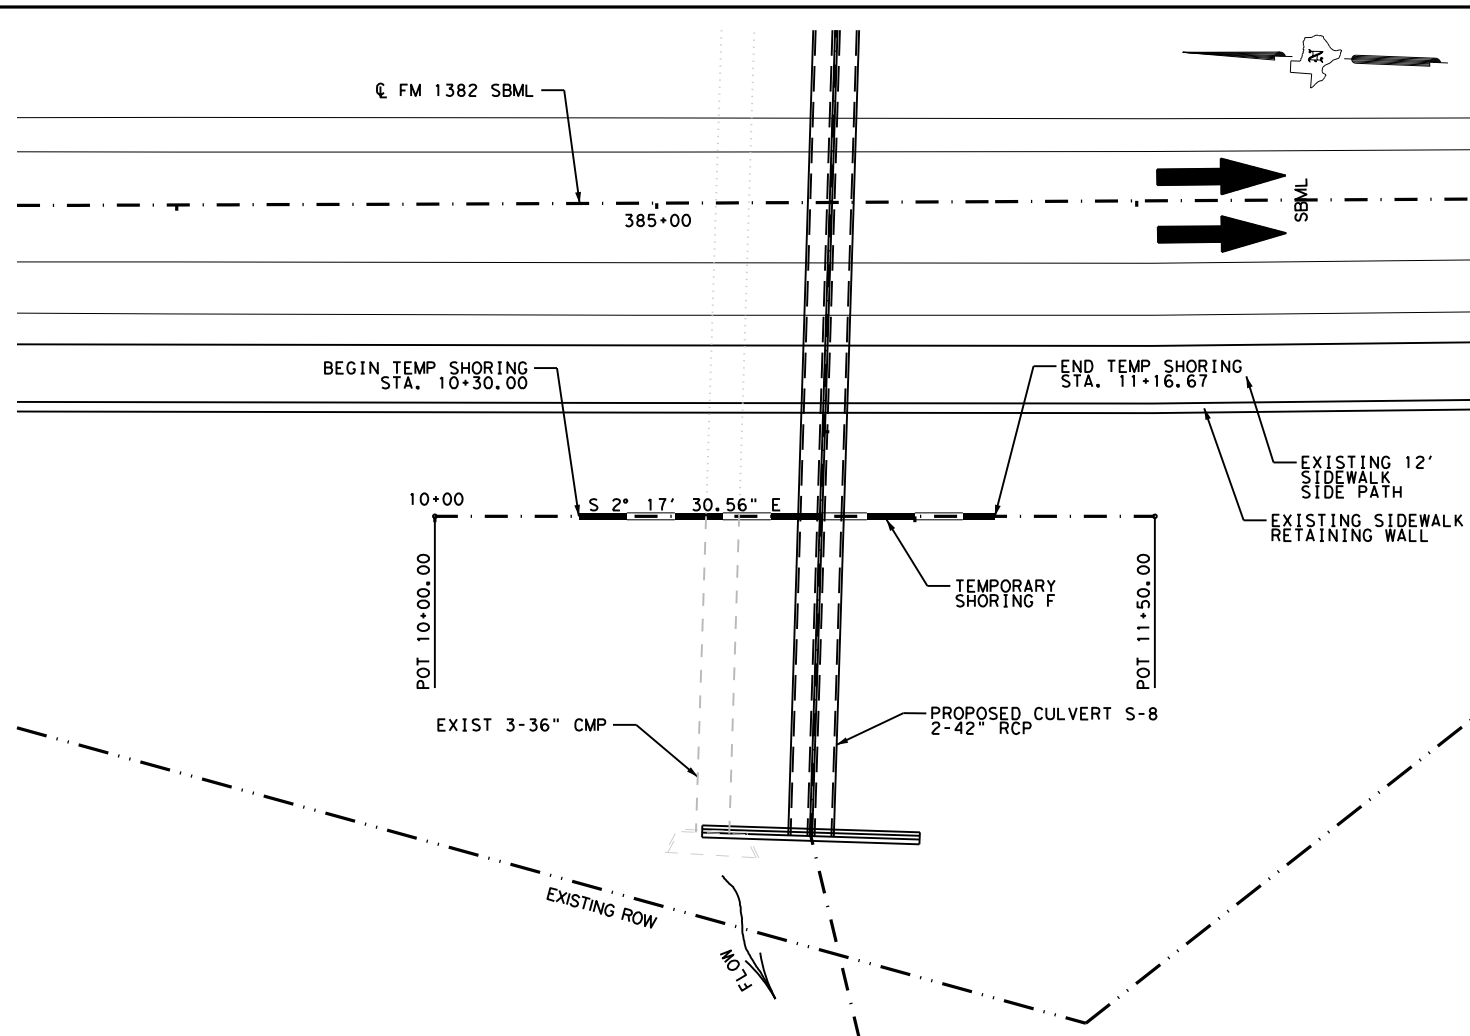 ℄ FM 1382 SBML
N
SBML
385+00
BEGIN TEMP SHORING
STA. 10+30.00
END TEMP SHORING
STA. 11+16.67
EXISTING 12'
SIDEWALK
SIDE PATH
10+00
S 2° 17' 30.56" E
EXISTING SIDEWALK
RETAINING WALL
TEMPORARY
SHORING F
POT 10+00.00
POT 11+50.00
EXIST 3-36" CMP
PROPOSED CULVERT S-8
2-42" RCP
EXISTING ROW
FLOW